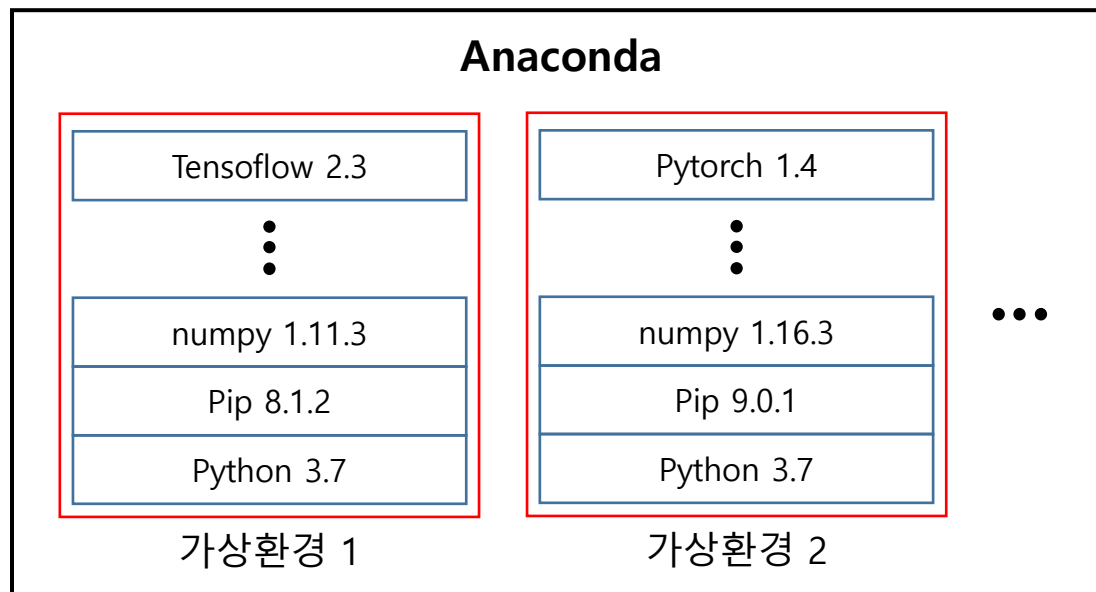 Anaconda
Tensoflow 2.3
numpy 1.11.3
Pip 8.1.2
Python 3.7
가상환경 1
Pytorch 1.4
numpy 1.16.3
Pip 9.0.1
Python 3.7
가상환경 2